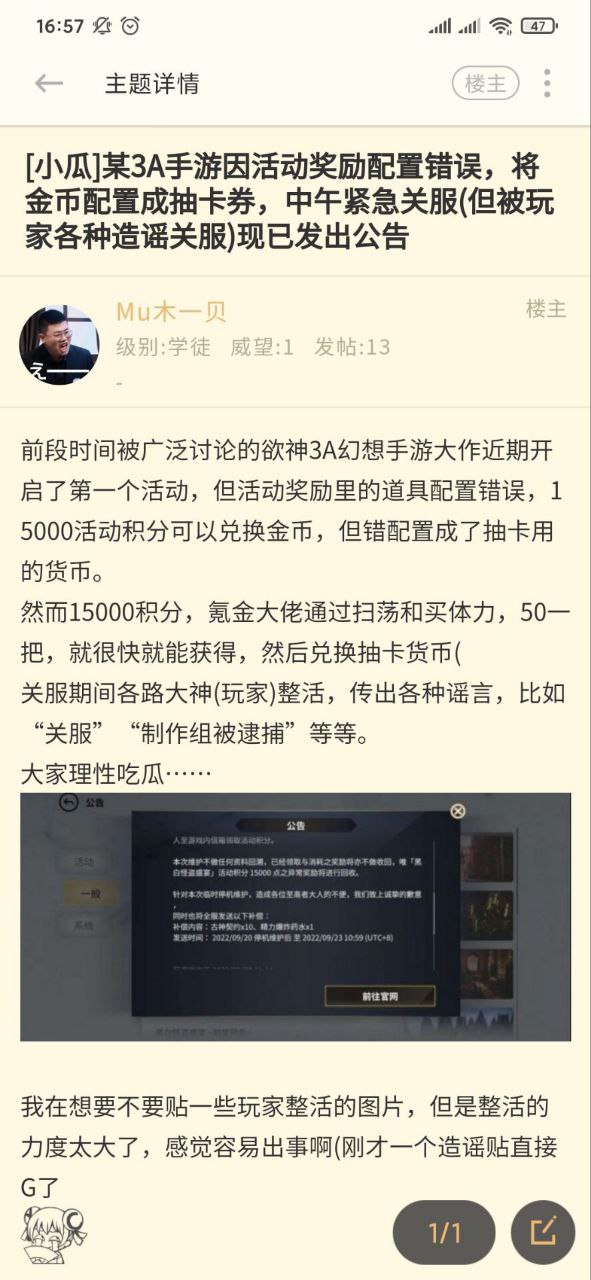 16:57
47
主题详情
楼主
[小瓜]某3A手游因活动奖励配置错误，将
金币配置成抽卡券，中午紧急关服(但被玩
家各种造谣关服)现已发出公告
Mu木一贝
楼主
级别:学徒 威望:1 发帖:13
-
え——
前段时间被广泛讨论的欲神3A幻想手游大作近期开
启了第一个活动，但活动奖励里的道具配置错误，1
5000活动积分可以兑换金币，但错配置成了抽卡用
的货币。
然而15000积分，氪金大佬通过扫荡和买体力，50一
把，就很快就能获得，然后兑换抽卡货币(
关服期间各路大神(玩家)整活，传出各种谣言，比如
“关服”“制作组被逮捕”等等。
大家理性吃瓜……
公告
公告
活动
一般
系统
人至游戏内信箱领取活动积分。
本次维护不做任何资料回溯，已经领取与消耗之奖励将亦不做收回，唯「黑
白怪盗盛宴」活动积分 15000 点之异常奖励将进行回收。
针对本次临时停机维护，造成各位至高者大人的不便，我们致上诚挚的歉意
，
同时也将全服发送以下补偿：
补偿内容：古神契约x10、精力爆炸药水x1
发送时间： 2022/09/20 停机维护后 至 2022/09/23 10:59 (UTC+8)
前往官网
我在想要不要贴一些玩家整活的图片，但是整活的
力度太大了，感觉容易出事啊(刚才一个造谣贴直接
G了
1/1